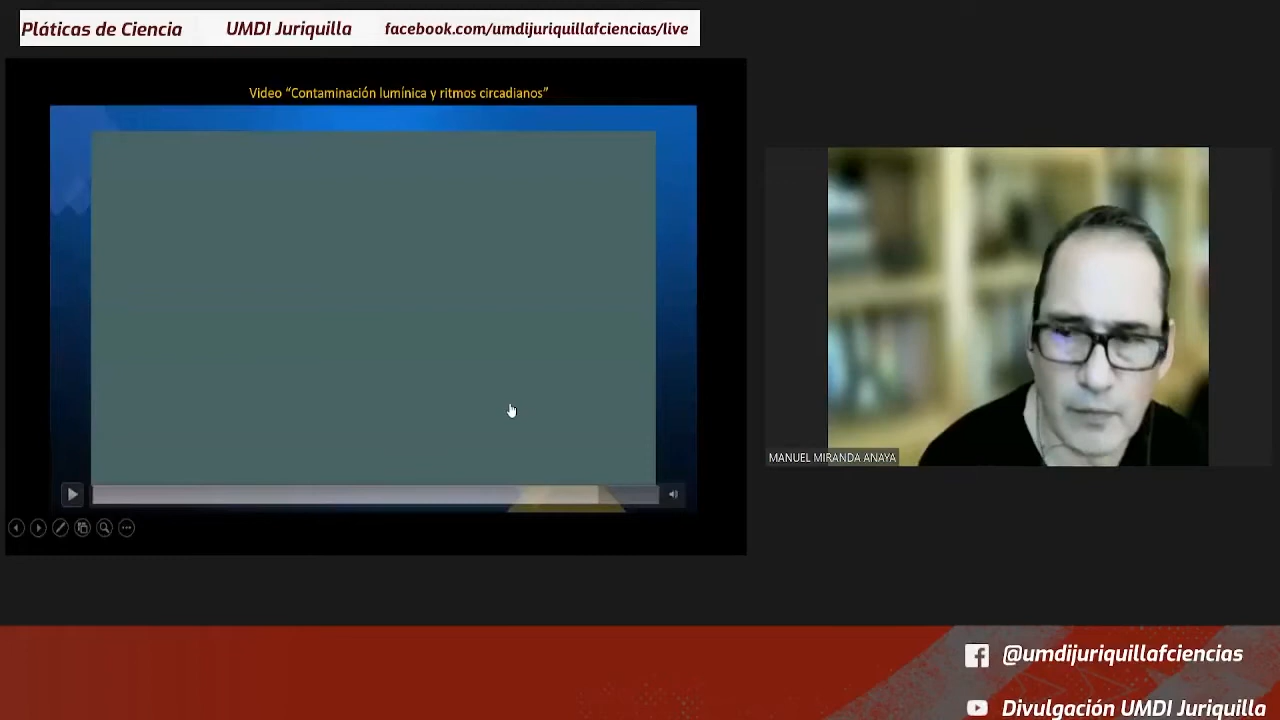 Pláticas de Ciencia UMDI Juriquilla facebook.com/umdijuriquillafciencias/live
Video “Contaminación lumínica y ritmos circadianos”
MANUEL MIRANDA ANAYA
@umdijuriquillafciencias
Divulgación UMDI Juriquilla